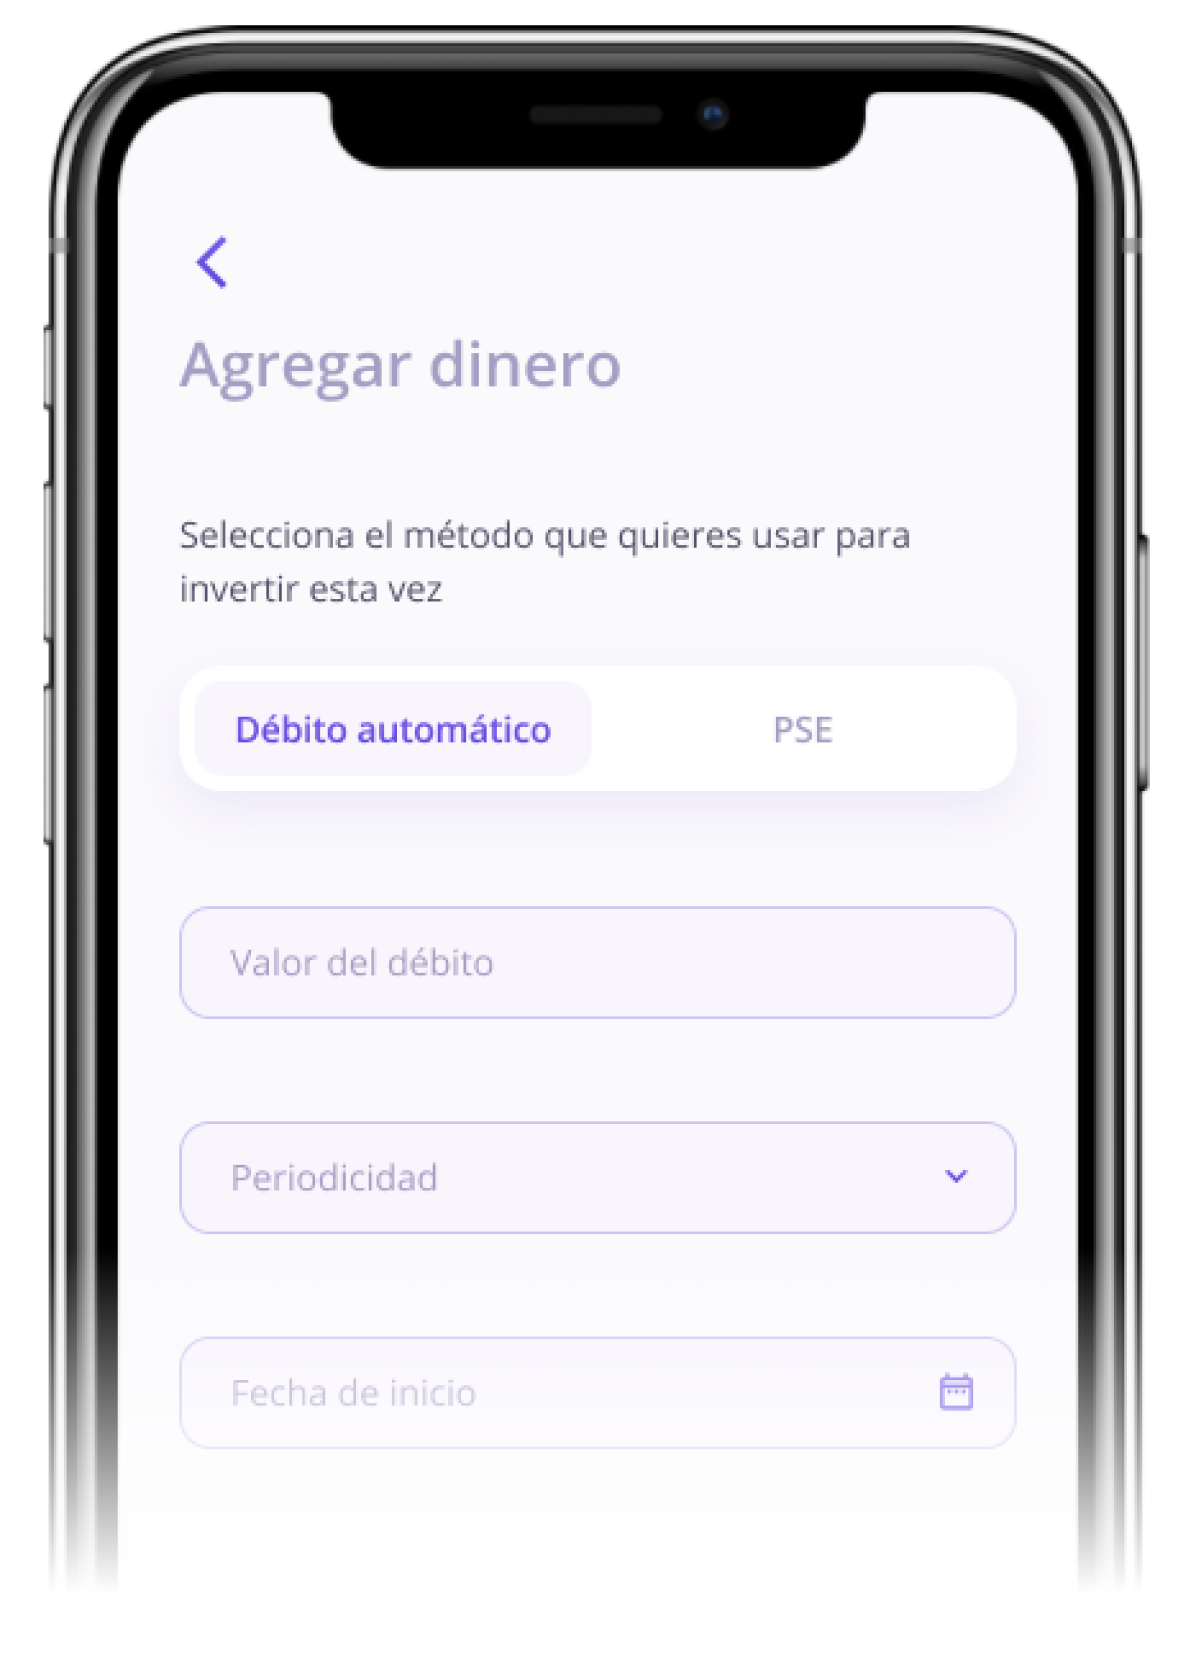 Agregar dinero
Selecciona el método que quieres usar para
invertir esta vez
Débito automático
PSE
Valor del débito
Periodicidad
Fecha de inicio